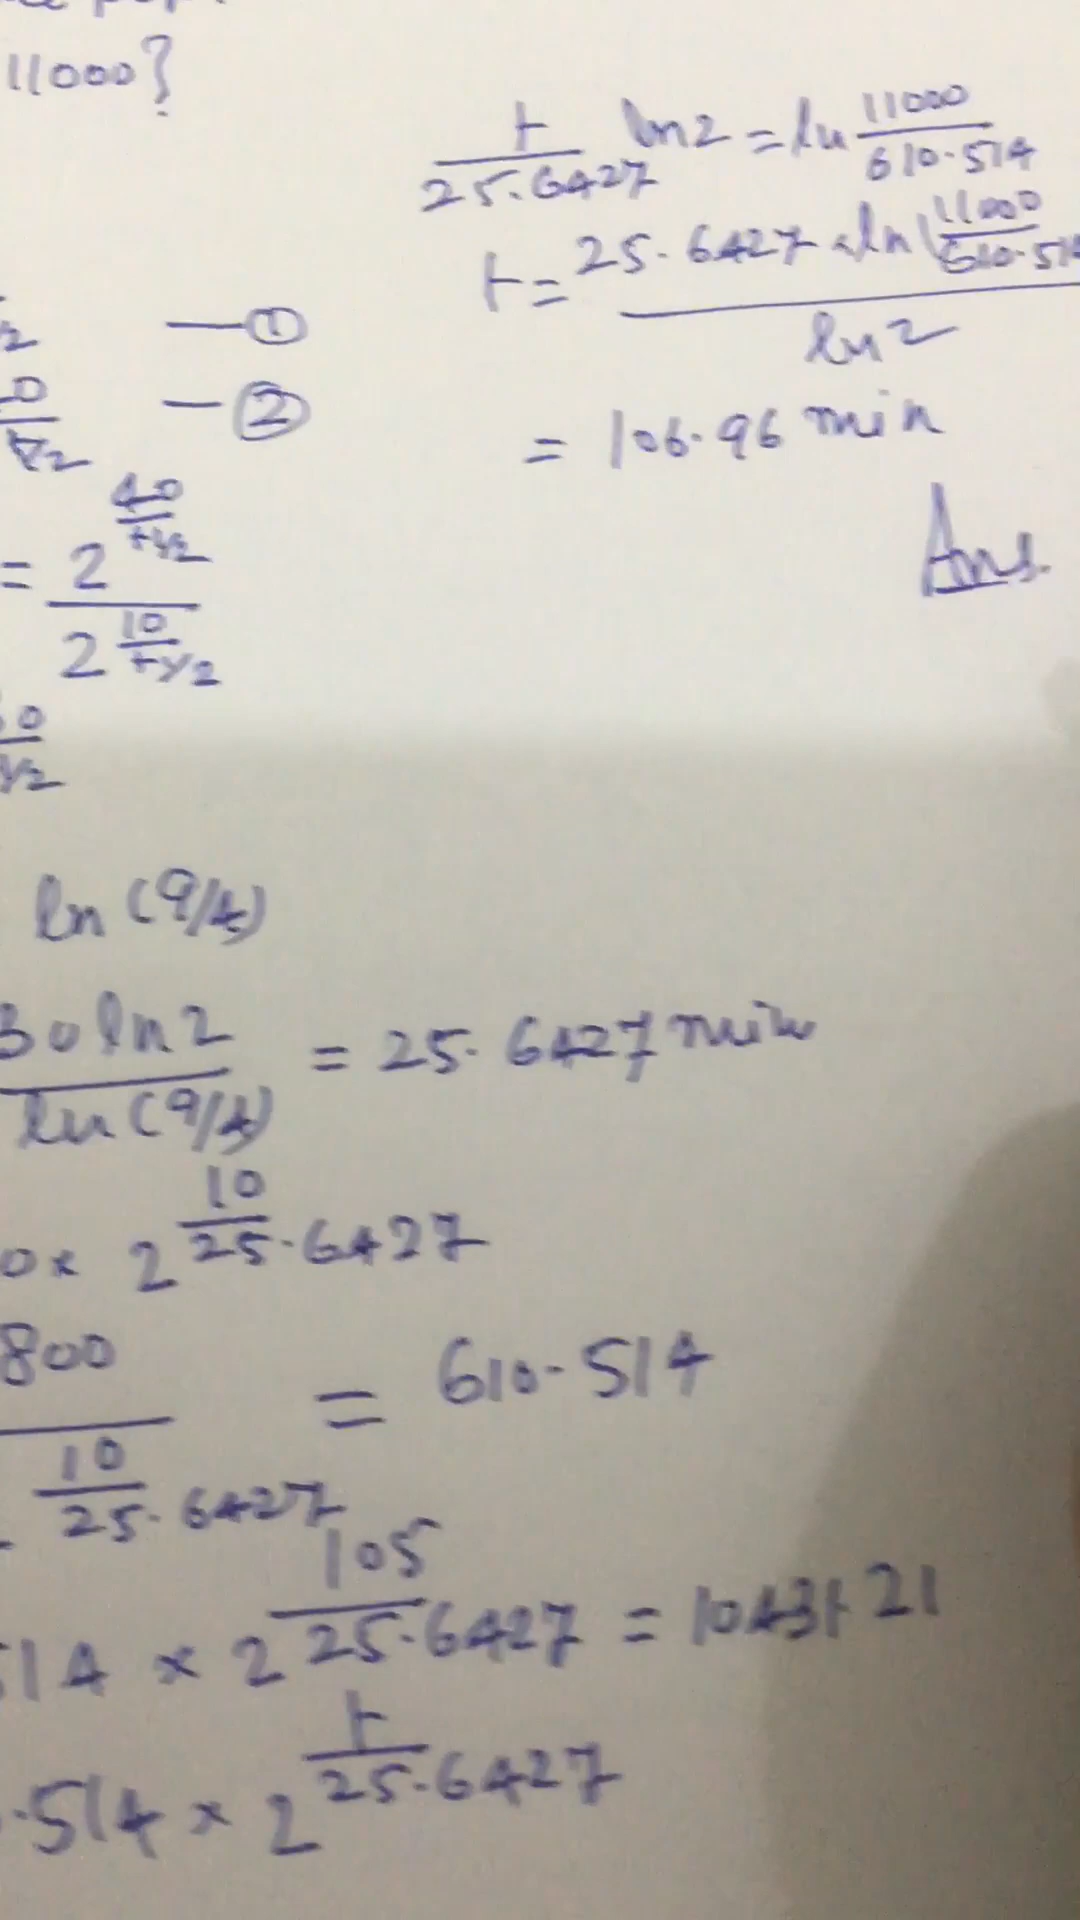 11000?
t/25.6427 ln2 = ln 11000/610.514
t = 25.6427 ln(11000/610.514
ln2
— ①
— ②
= 106.96 min
Ans.
= 2^(40/t1/2)
2^(10/t1/2)
ln (9/4)
30 ln2 / ln (9/4) = 25.6427 min
0 x 2^(10/25.6427)
800
= 610.514
10/25.6427
514 x 2^(105/25.6427) = 10431.21
.514 x 2^(t/25.6427)